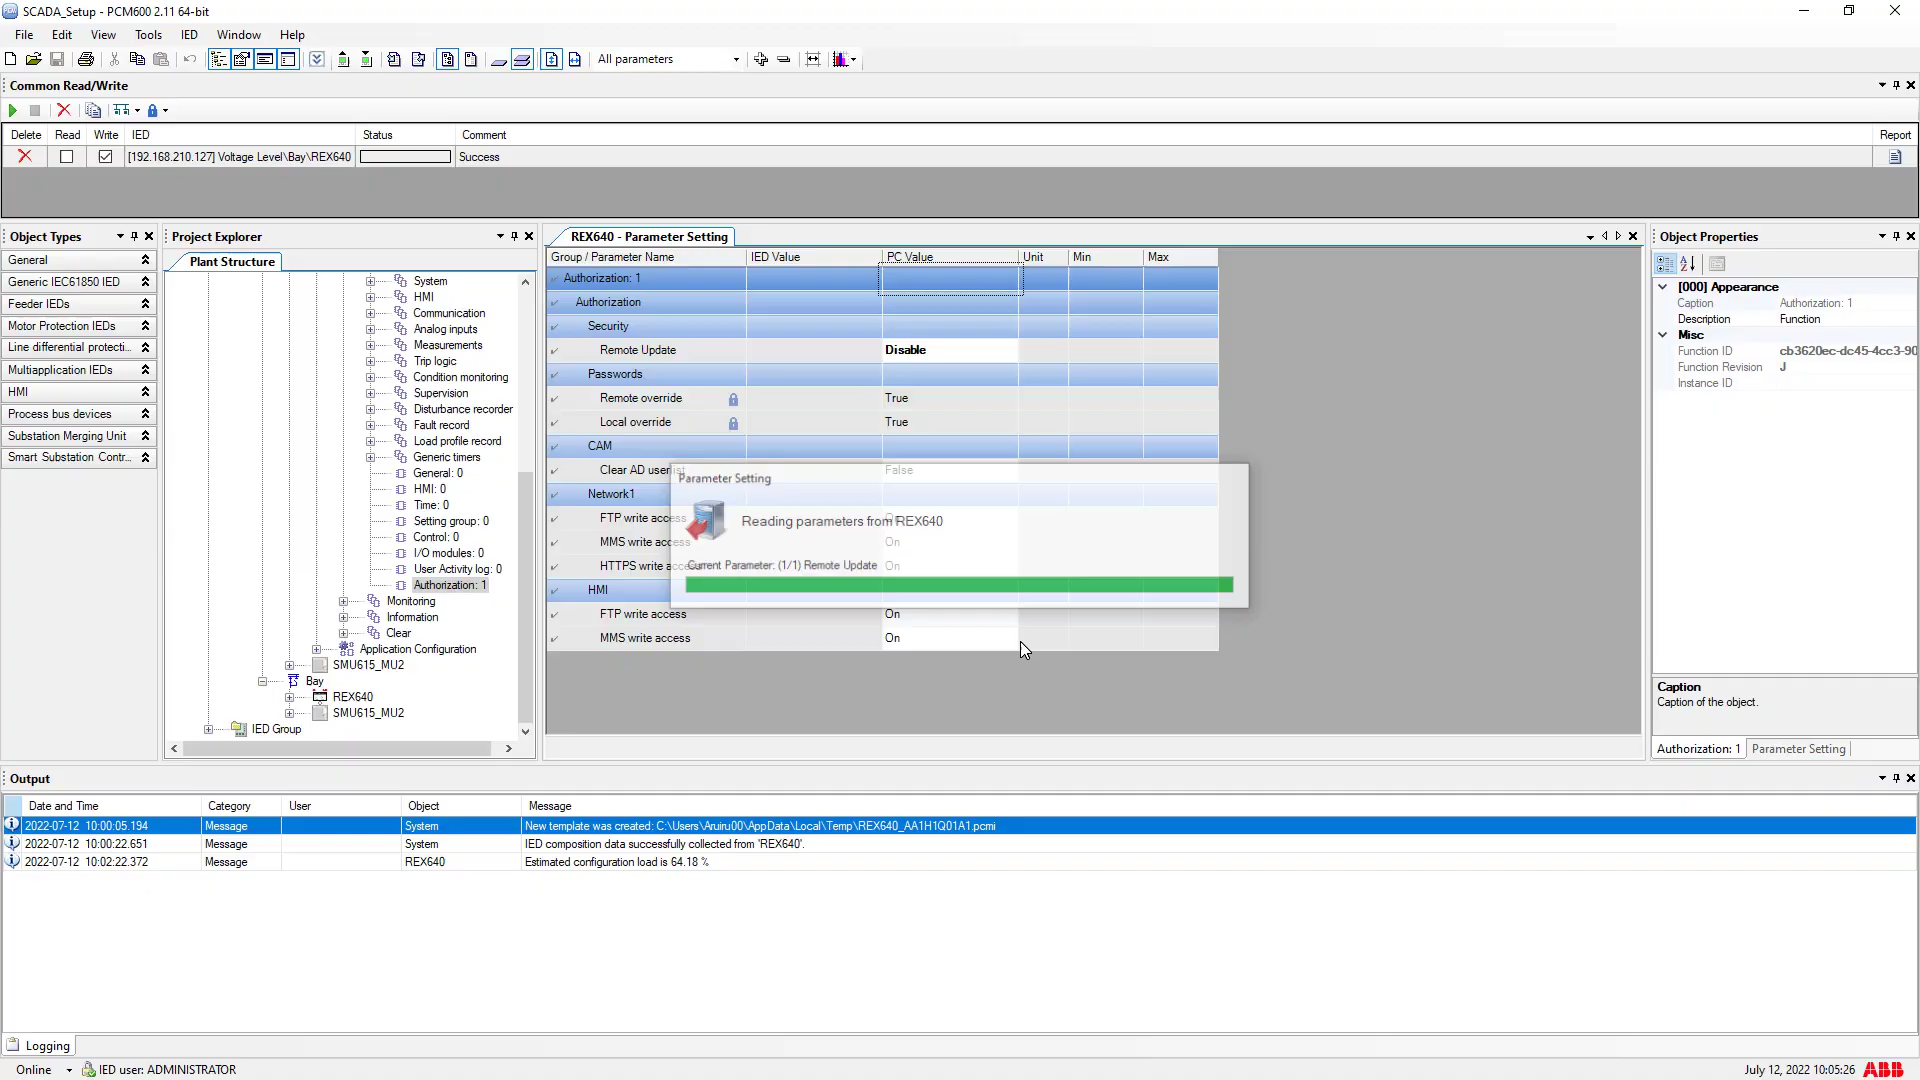 SCADA_Setup - PCM600 2.11 64-bit
File Edit View Tools IED Window Help
All parameters
Common Read/Write
Delete Read Write IED Status Comment Report
[192.168.210.127] Voltage Level\Bay\REX640 Success
Object Types
General
Generic IEC61850 IED
Feeder IEDs
Motor Protection IEDs
Line differential protecti...
Multiapplication IEDs
HMI
Process bus devices
Substation Merging Unit
Smart Substation Contr...
Project Explorer
Plant Structure
System
HMI
Communication
Analog inputs
Measurements
Trip logic
Condition monitoring
Supervision
Disturbance recorder
Fault record
Load profile record
Generic timers
General: 0
HMI: 0
Time: 0
Setting group: 0
Control: 0
I/O modules: 0
User Activity log: 0
Authorization: 1
Monitoring
Information
Clear
Application Configuration
SMU615_MU2
Bay
REX640
SMU615_MU2
IED Group
REX640 - Parameter Setting
Group / Parameter Name IED Value PC Value Unit Min Max
Authorization: 1
Authorization
Security
Remote Update Disable
Passwords
Remote override True
Local override True
CAM
Clear AD userlist False
Network1
FTP write access On
MMS write access On
HTTPS write access On
HMI
FTP write access On
MMS write access On
Parameter Setting
Reading parameters from REX640
Current Parameter: (1/1) Remote Update
Object Properties
[000] Appearance
Caption Authorization: 1
Description Function
Misc
Function ID cb3620ec-dc45-4cc3-90
Function Revision J
Instance ID
Caption
Caption of the object.
Authorization: 1 Parameter Setting
Output
Date and Time Category User Object Message
2022-07-12 10:00:05.194 Message System New template was created: C:\Users\Aruiru00\AppData\Local\Temp\REX640_AA1H1Q01A1.pcmi
2022-07-12 10:00:22.651 Message System IED composition data successfully collected from 'REX640'.
2022-07-12 10:02:22.372 Message REX640 Estimated configuration load is 64.18 %
Logging
Online IED user: ADMINISTRATOR July 12, 2022 10:05:26 ABB